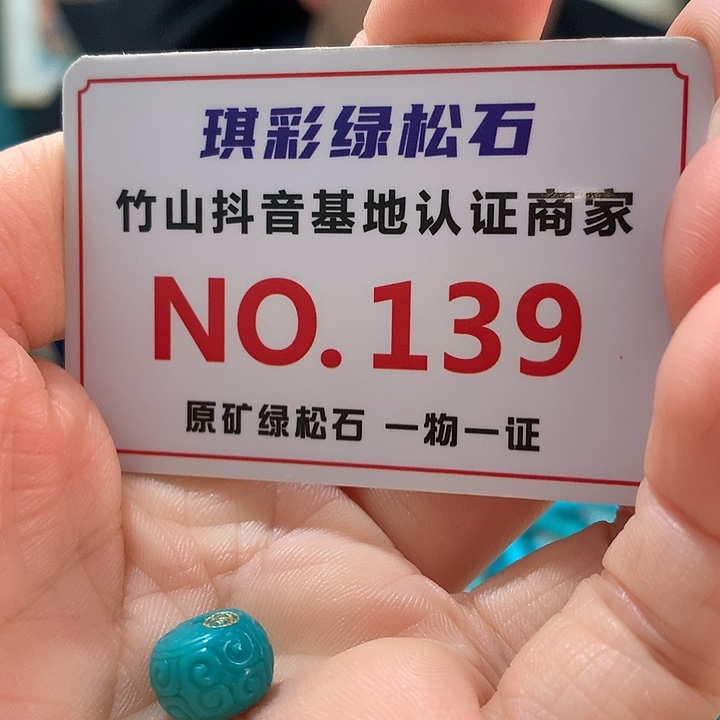 琪彩绿松石
竹山抖音基地认证商家
NO.139
原矿绿松石 一物一证